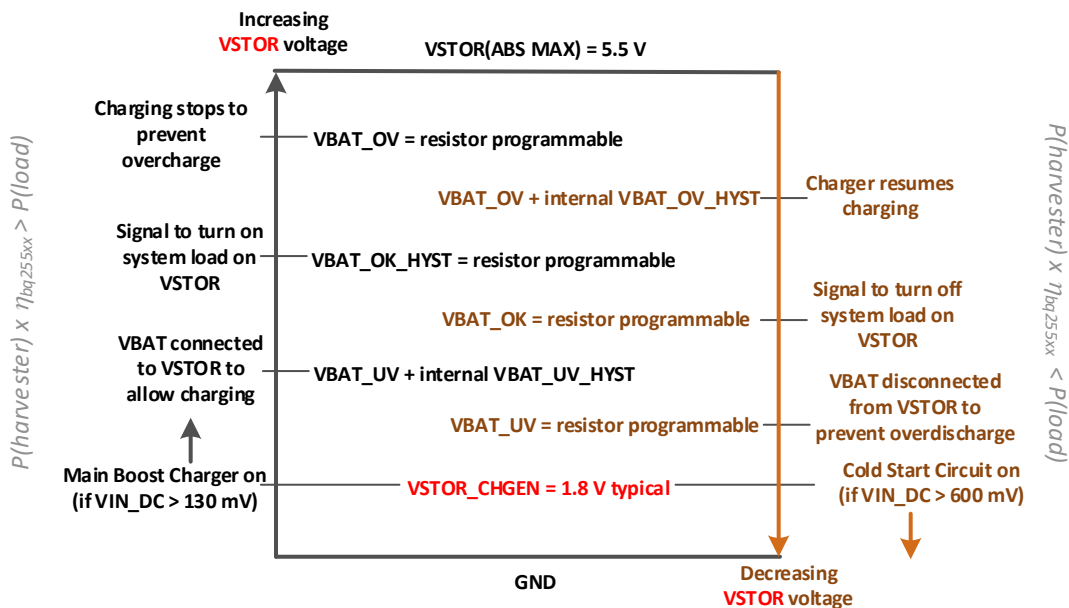 Increasing
VSTOR voltage
VSTOR(ABS MAX) = 5.5 V
Charging stops to
prevent
overcharge
VBAT_OV = resistor programmable
VBAT_OV + internal VBAT_OV_HYST
Charger resumes
charging
Signal to turn on
system load on
VSTOR
VBAT_OK_HYST = resistor programmable
VBAT_OK = resistor programmable
Signal to turn off
system load on
VSTOR
VBAT connected
to VSTOR to
allow charging
VBAT_UV + internal VBAT_UV_HYST
VBAT_UV = resistor programmable
VBAT disconnected
from VSTOR to
prevent overdischarge
Main Boost Charger on
(if VIN_DC > 130 mV)
VSTOR_CHGEN = 1.8 V typical
Cold Start Circuit on
(if VIN_DC > 600 mV)
GND
Decreasing
VSTOR voltage
P(harvester) x ηbq255xx > P(load)
P(harvester) x ηbq255xx < P(load)